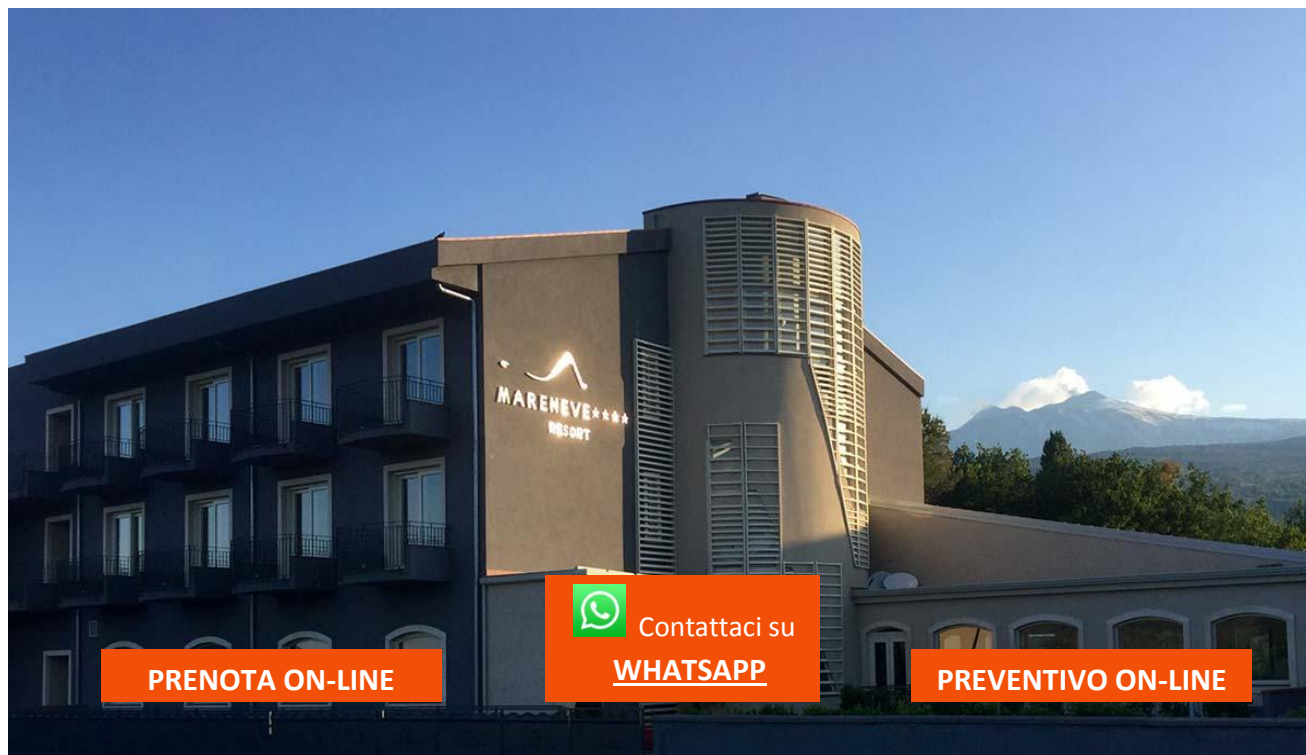 MARENEVE****
RESORT
Contattaci su
WHATSAPP
PRENOTA ON-LINE
PREVENTIVO ON-LINE